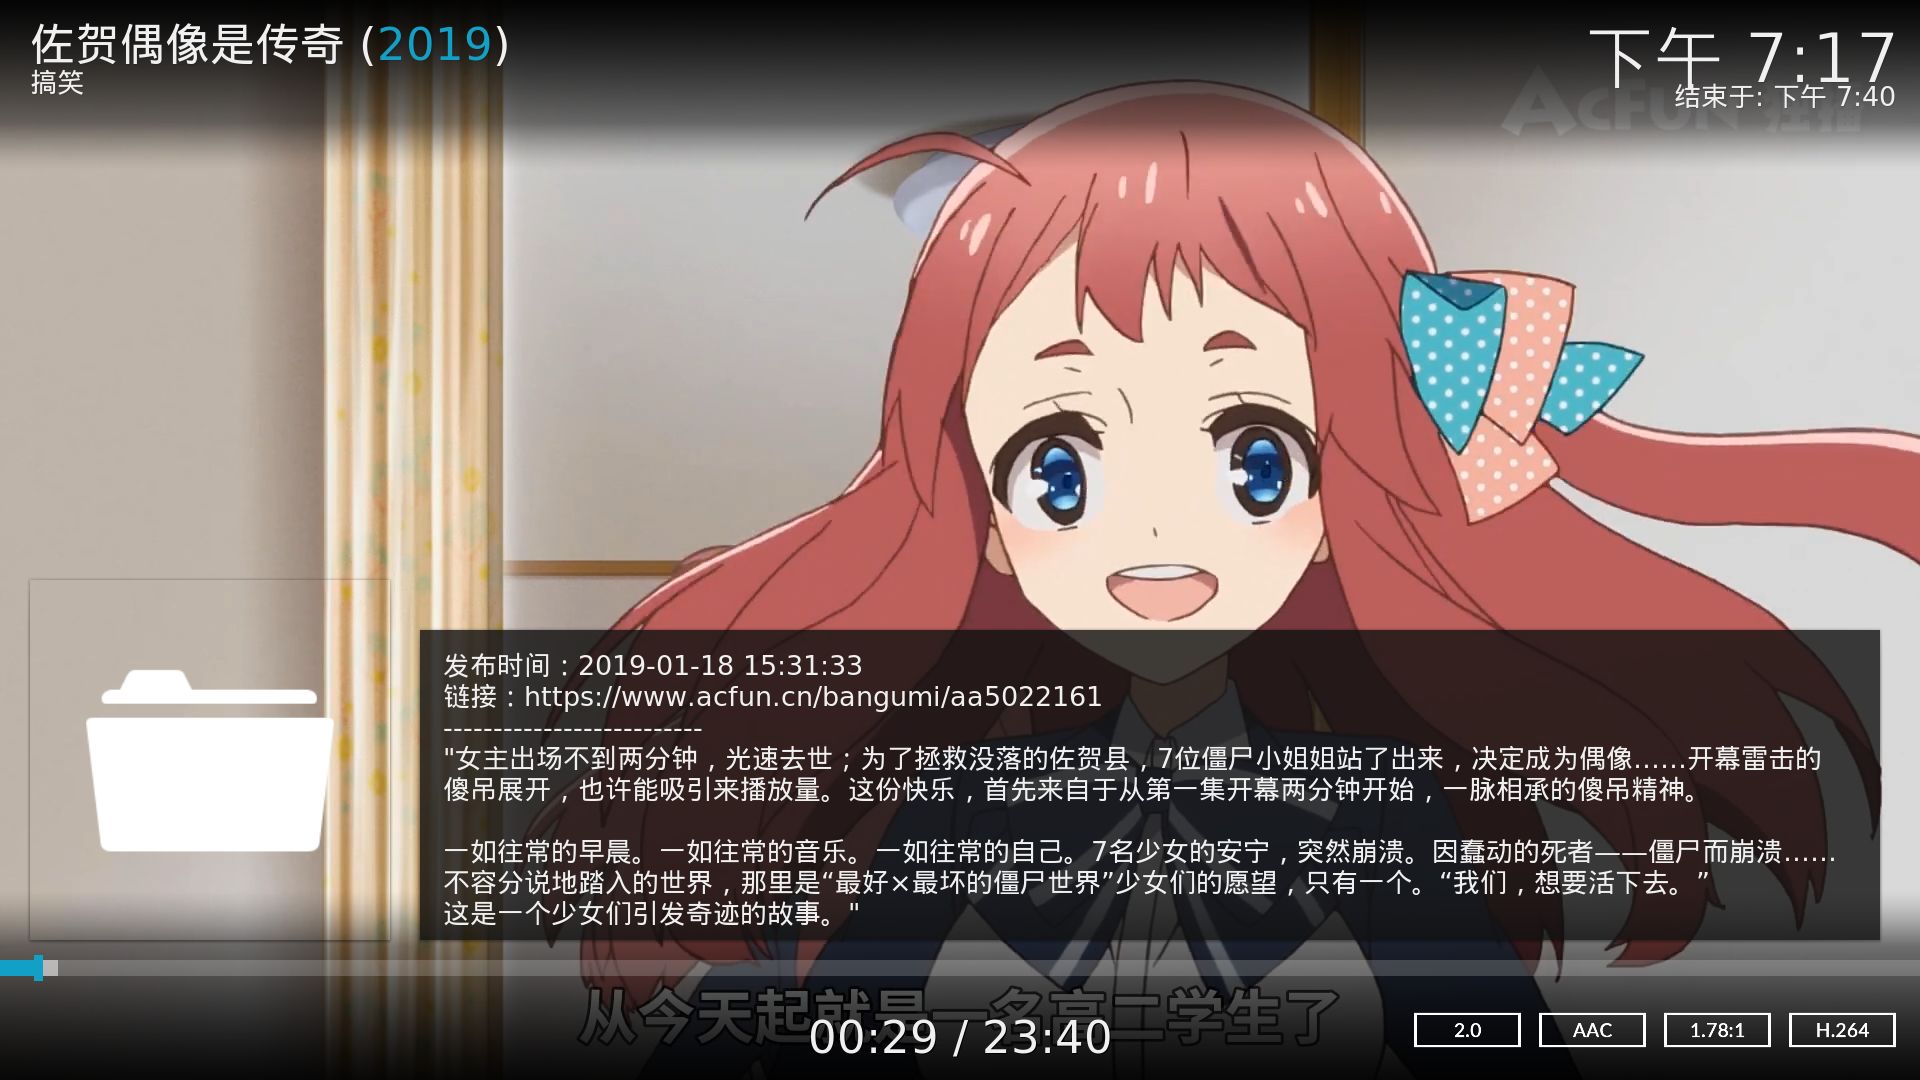 佐贺偶像是传奇 (2019)
搞笑
下午 7:17
结束于: 下午 7:40
ACFUN
发布时间：2019-01-18 15:31:33
链接：https://www.acfun.cn/bangumi/aa5022161
--------------------------
"女主出场不到两分钟，光速去世；为了拯救没落的佐贺县，7位僵尸小姐姐站了出来，决定成为偶像……开幕雷击的
傻吊展开，也许能吸引来播放量。这份快乐，首先来自于从第一集开幕两分钟开始，一脉相承的傻吊精神。
一如往常的早晨。一如往常的音乐。一如往常的自己。7名少女的安宁，突然崩溃。因蠢动的死者——僵尸而崩溃……
不容分说地踏入的世界，那里是“最好×最坏的僵尸世界”少女们的愿望，只有一个。“我们，想要活下去。”
这是一个少女们引发奇迹的故事。"
从今天起就是一名高二学生了
00:29 / 23:40
2.0
AAC
1.78:1
H.264